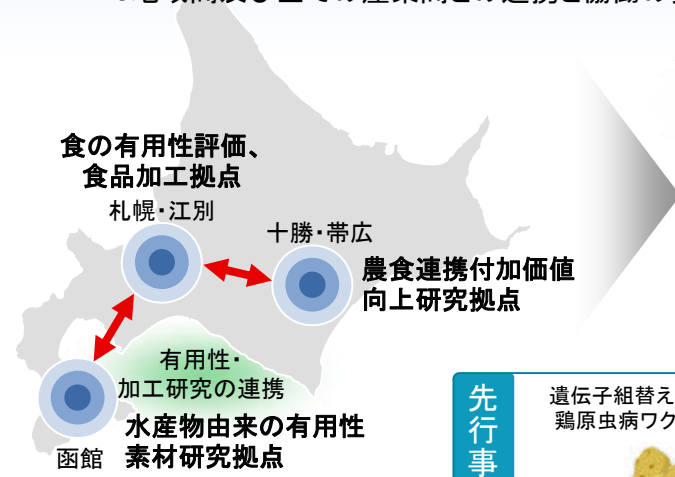 食の有用性評価、
食品加工拠点
札幌・江別
十勝・帯広
農食連携付加価値
向上研究拠点
有用性・
加工研究の連携
水産物由来の有用性
素材研究拠点
函館
先行事
遺伝子組替え
鶏原虫病ワク